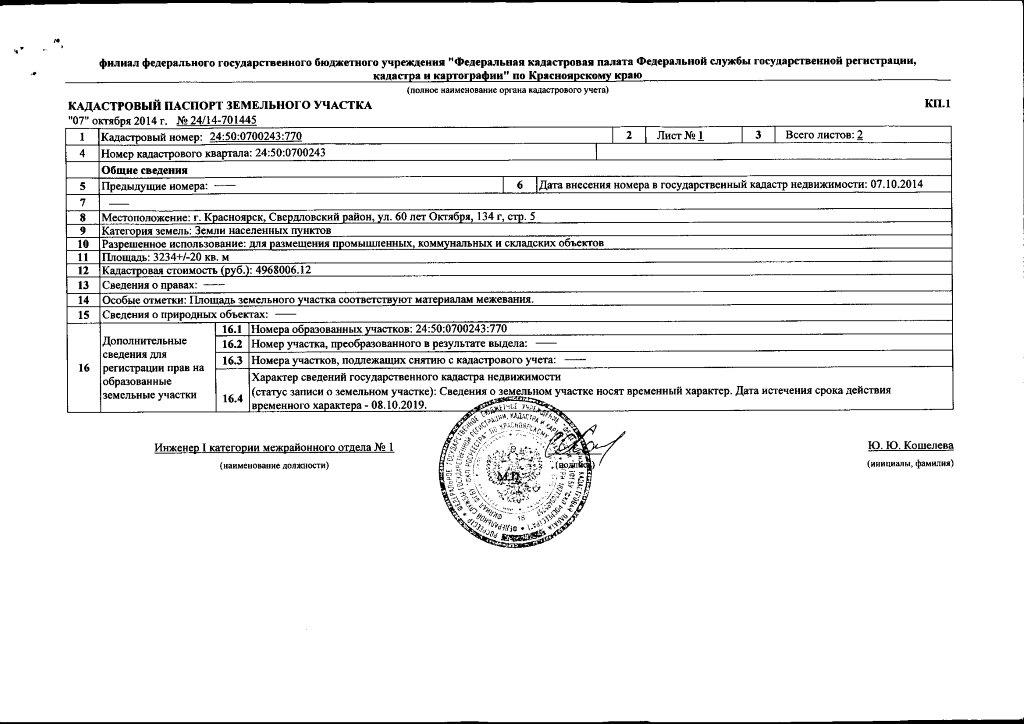 филиал федерального государственного бюджетного учреждения "Федеральная кадастровая палата Федеральной службы государственной регистрации,
кадастра и картографии" по Красноярскому краю
(полное наименование органа кадастрового учета)
КАДАСТРОВЫЙ ПАСПОРТ ЗЕМЕЛЬНОГО УЧАСТКА КП.1
"07" октября 2014 г. № 24/14-701445
1 Кадастровый номер: 24:50:0700243:770 2 Лист № 1 3 Всего листов: 2
4 Номер кадастрового квартала: 24:50:0700243
Общие сведения
5 Предыдущие номера: —— 6 Дата внесения номера в государственный кадастр недвижимости: 07.10.2014
7 ——
8 Местоположение: г. Красноярск, Свердловский район, ул. 60 лет Октября, 134 г, стр. 5
9 Категория земель: Земли населенных пунктов
10 Разрешенное использование: для размещения промышленных, коммунальных и складских объектов
11 Площадь: 3234+/-20 кв. м
12 Кадастровая стоимость (руб.): 4968006.12
13 Сведения о правах: ——
14 Особые отметки: Площадь земельного участка соответствуют материалам межевания.
15 Сведения о природных объектах: ——
16 Дополнительные
сведения для
регистрации прав на
образованные
земельные участки
16.1 Номера образованных участков: 24:50:0700243:770
16.2 Номер участка, преобразованного в результате выдела: ——
16.3 Номера участков, подлежащих снятию с кадастрового учета: ——
16.4 Характер сведений государственного кадастра недвижимости
(статус записи о земельном участке): Сведения о земельном участке носят временный характер. Дата истечения срока действия
временного характера - 08.10.2019.
Инженер I категории межрайонного отдела № 1 Ю. Ю. Кошелева
(наименование должности) (подпись) (инициалы, фамилия)
М.П.